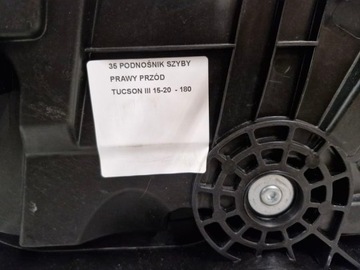 35 PODNOŚNIK SZYBY
PRAWY PRZÓD
TUCSON III 15-20 - 180